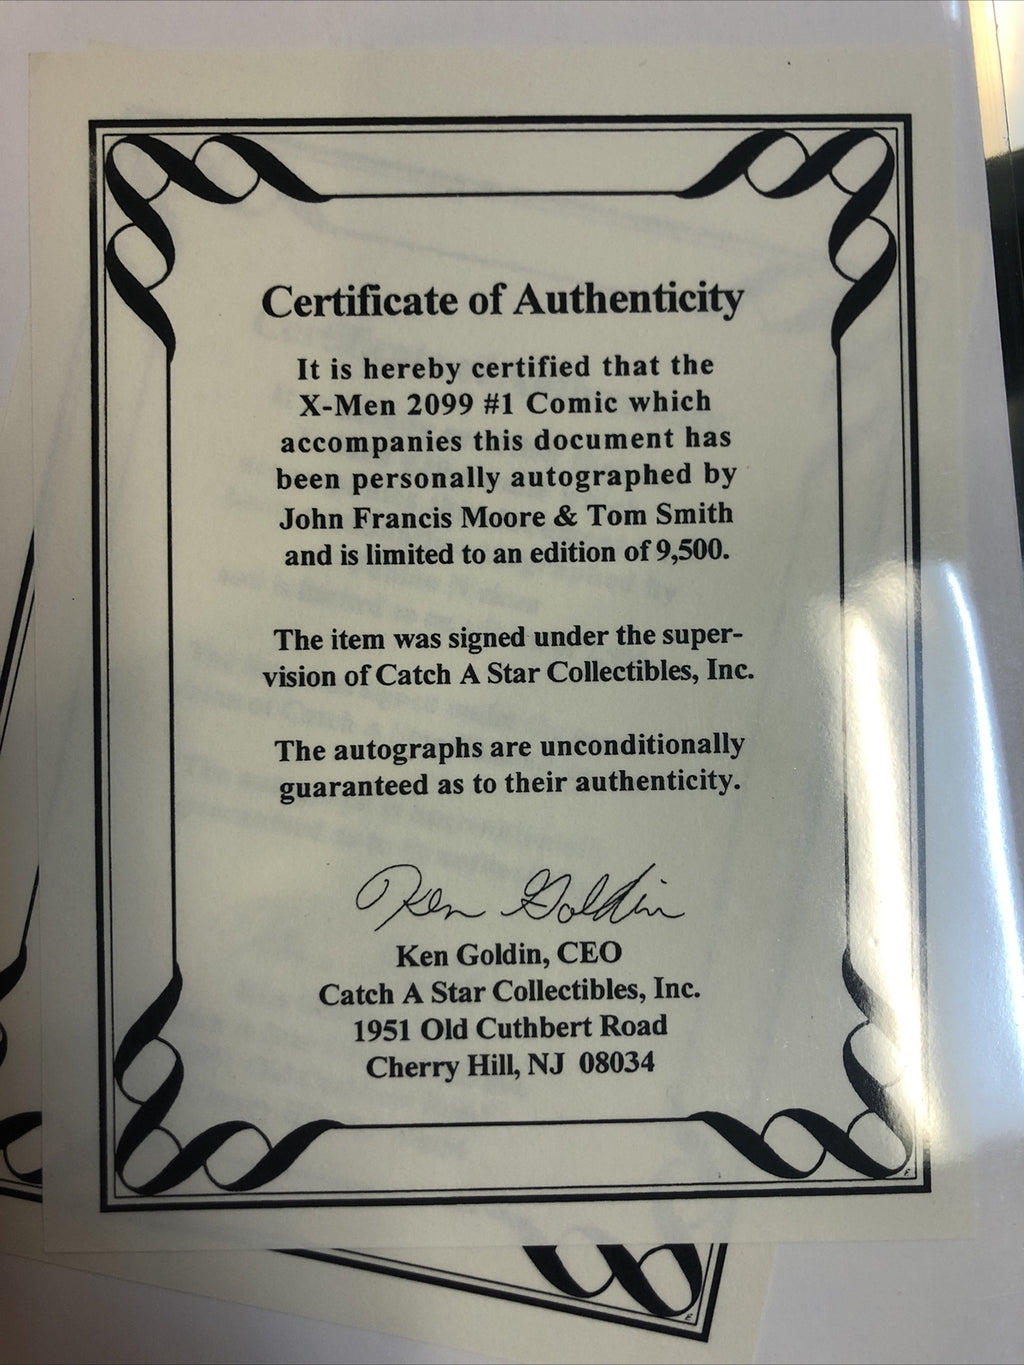 Certificate of Authenticity
It is hereby certified that the
X-Men 2099 #1 Comic which
accompanies this document has
been personally autographed by
John Francis Moore & Tom Smith
and is limited to an edition of 9,500.
The item was signed under the super-
vision of Catch A Star Collectibles, Inc.
The autographs are unconditionally
guaranteed as to their authenticity.
Ken Goldin
Ken Goldin, CEO
Catch A Star Collectibles, Inc.
1951 Old Cuthbert Road
Cherry Hill, NJ 08034